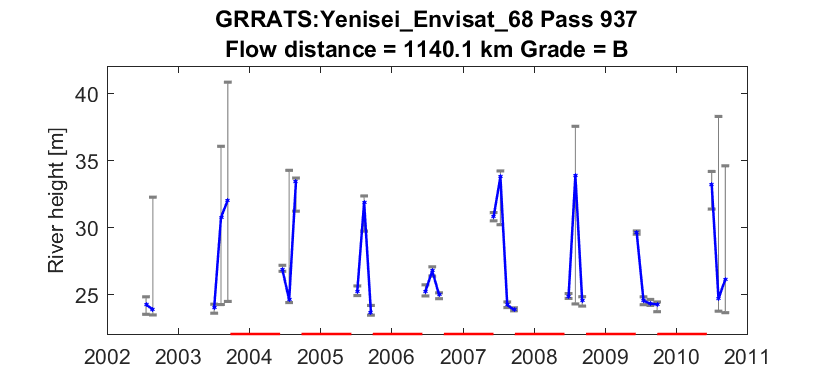 GRRATS:Yenisei_Envisat_68 Pass 937
Flow distance = 1140.1 km Grade = B
River height [m]
40
35
30
25
2002 2003 2004 2005 2006 2007 2008 2009 2010 2011